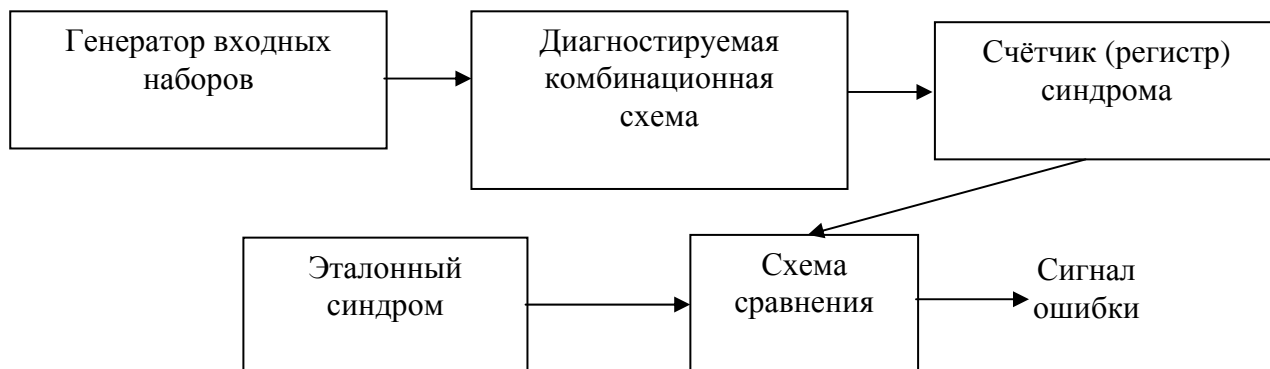 Генератор входных
наборов
Диагностируемая
комбинационная
схема
Счётчик (регистр)
синдрома
Эталонный
синдром
Схема
сравнения
Сигнал
ошибки